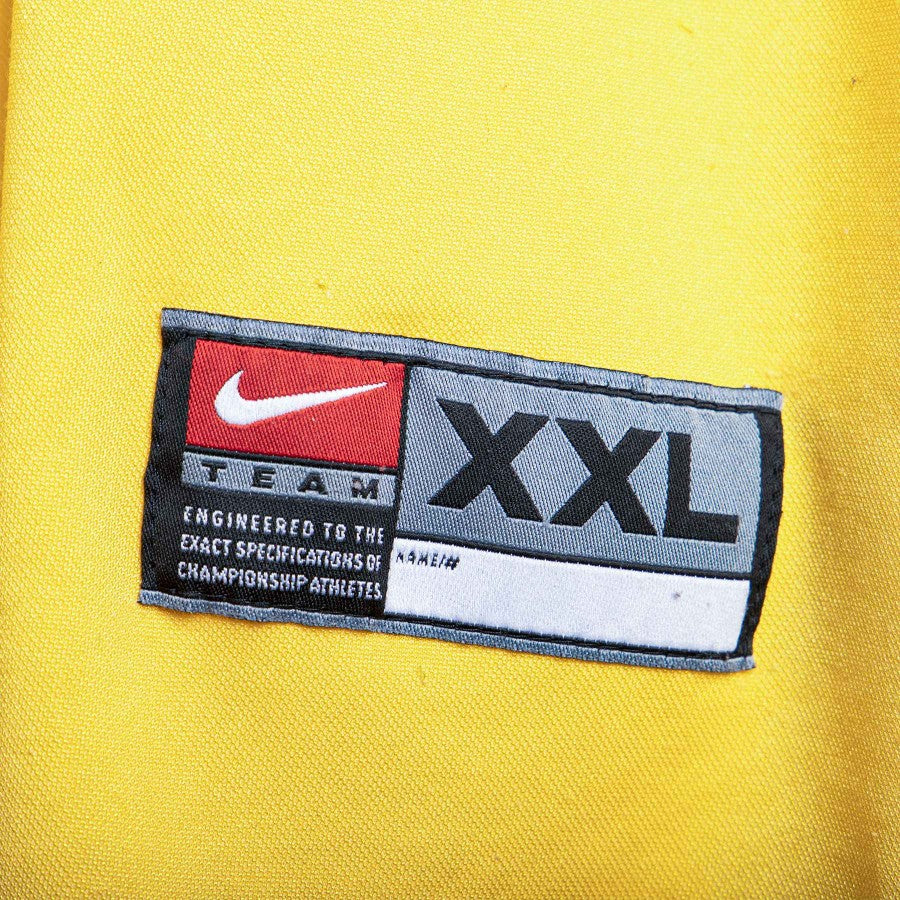 TEAM
ENGINEERED TO THE
EXACT SPECIFICATIONS OF
CHAMPIONSHIP ATHLETES
XXL
NAME/#